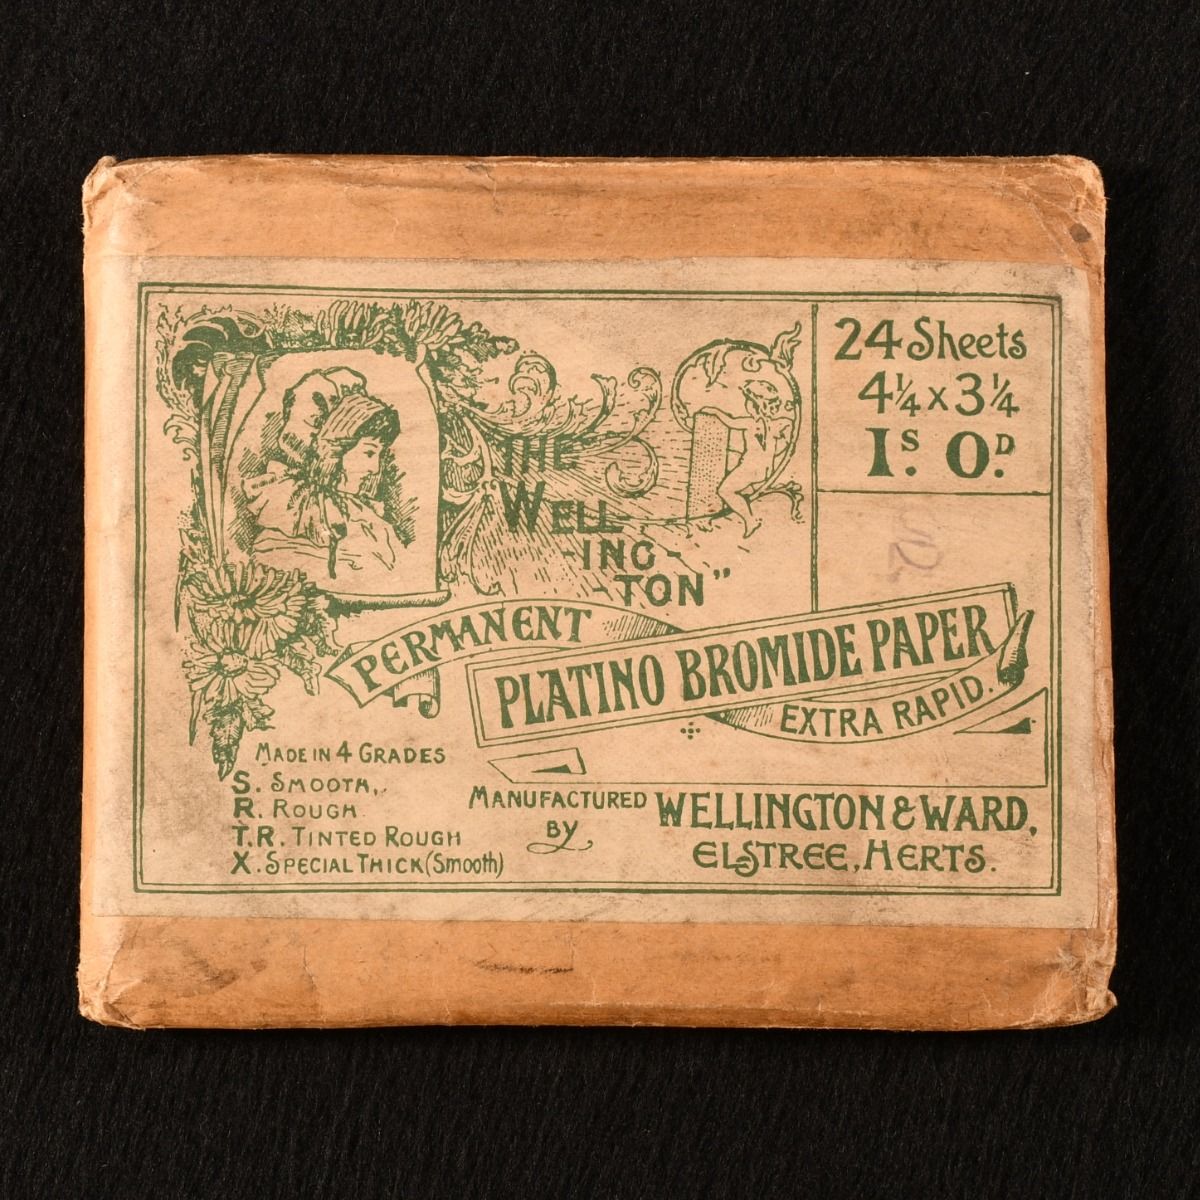 24 Sheets
4¼ x 3¼
1S. 0D.
THE
WELL
-ING-
-TON"
PERMANENT
PLATINO BROMIDE PAPER
EXTRA RAPID.
MADE IN 4 GRADES
S. SMOOTH,
R. ROUGH
T.R. TINTED ROUGH
X. SPECIAL THICK (Smooth)
MANUFACTURED
BY
WELLINGTON & WARD,
ELSTREE, HERTS.